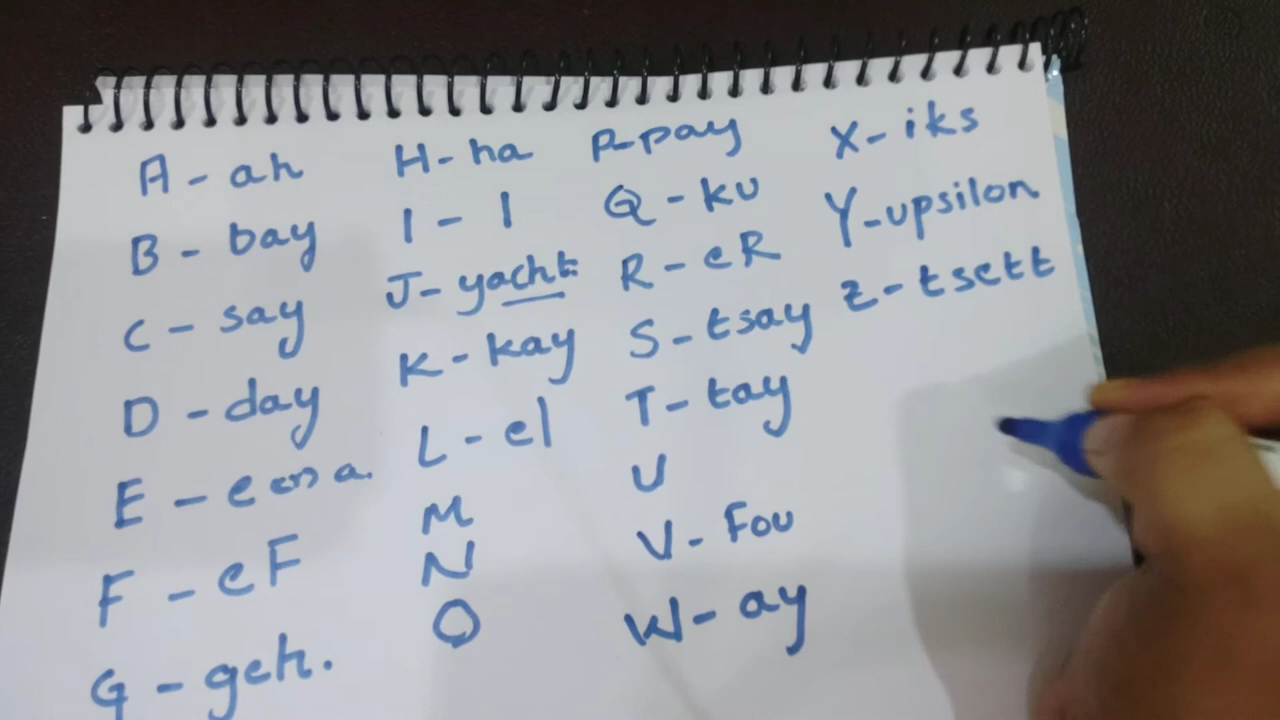 A - ah
B - bay
C - say
D - day
E - e
F - eF
G - geh.
H - ha
I - I
J - yacht
K - kay
L - el
M
N
O
P - pay
Q - ku
R - eR
S - tsay
T - tay
U
V - Fou
W - ay
X - iks
Y - upsilon
Z - tsett